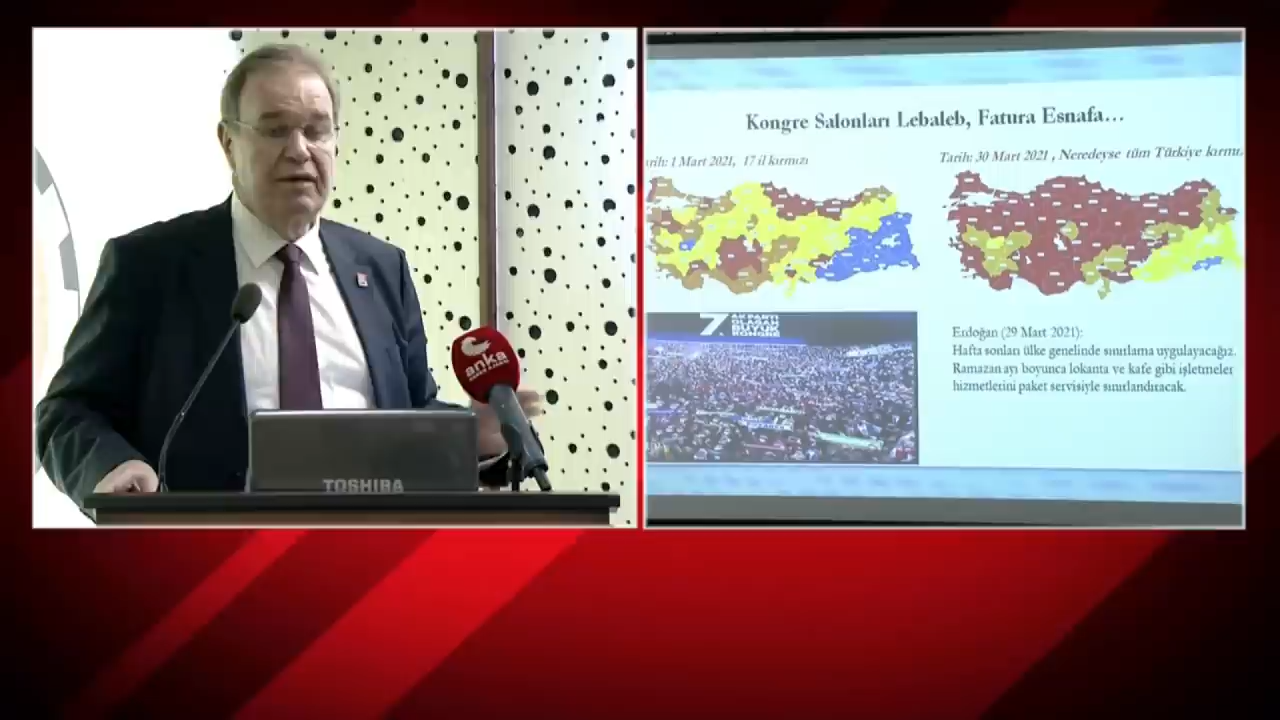 Kongre Salonları Lebaleb, Fatura Esnafa…
rih: 1 Mart 2021, 17 il kırmızı
Tarih: 30 Mart 2021 , Neredeyse tüm Türkiye kırmı
7. AK PARTİ
OLAĞAN
BÜYÜK
KONGRE
Erdoğan (29 Mart 2021):
Hafta sonları ülke genelinde sınırlama uygulayacağız.
Ramazan ayı boyunca lokanta ve kafe gibi işletmeler
hizmetlerini paket servisiyle sınırlandıracak.
anka
TOSHIBA